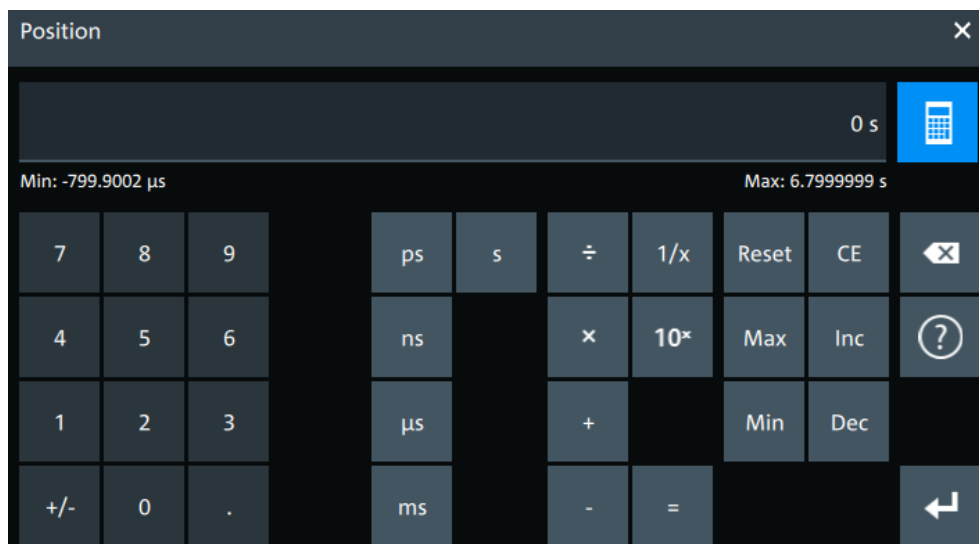 Position ×
0 s
Min: -799.9002 µs Max: 6.7999999 s
7 8 9 ps s ÷ 1/x Reset CE
4 5 6 ns × 10ˣ Max Inc ?
1 2 3 µs + Min Dec
+/- 0 . ms - =